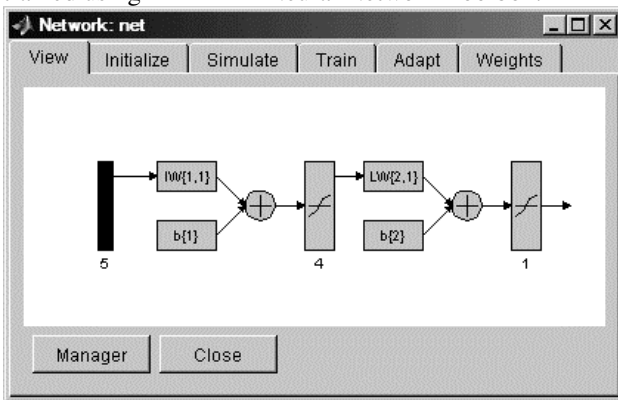 Network: net
View Initialize Simulate Train Adapt Weights
IW{1,1} LW{2,1}
b{1} b{2}
5 4 1
Manager Close